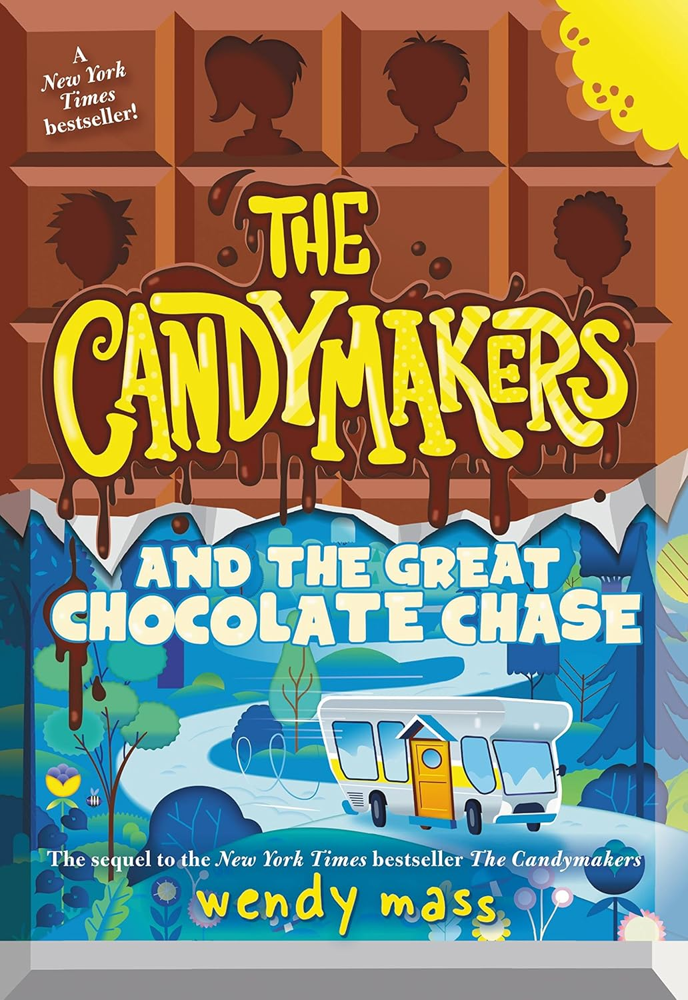 A
New York
Times
bestseller!
THE
CANDYMAKERS
AND THE GREAT
CHOCOLATE CHASE
The sequel to the New York Times bestseller The Candymakers
wendy mass